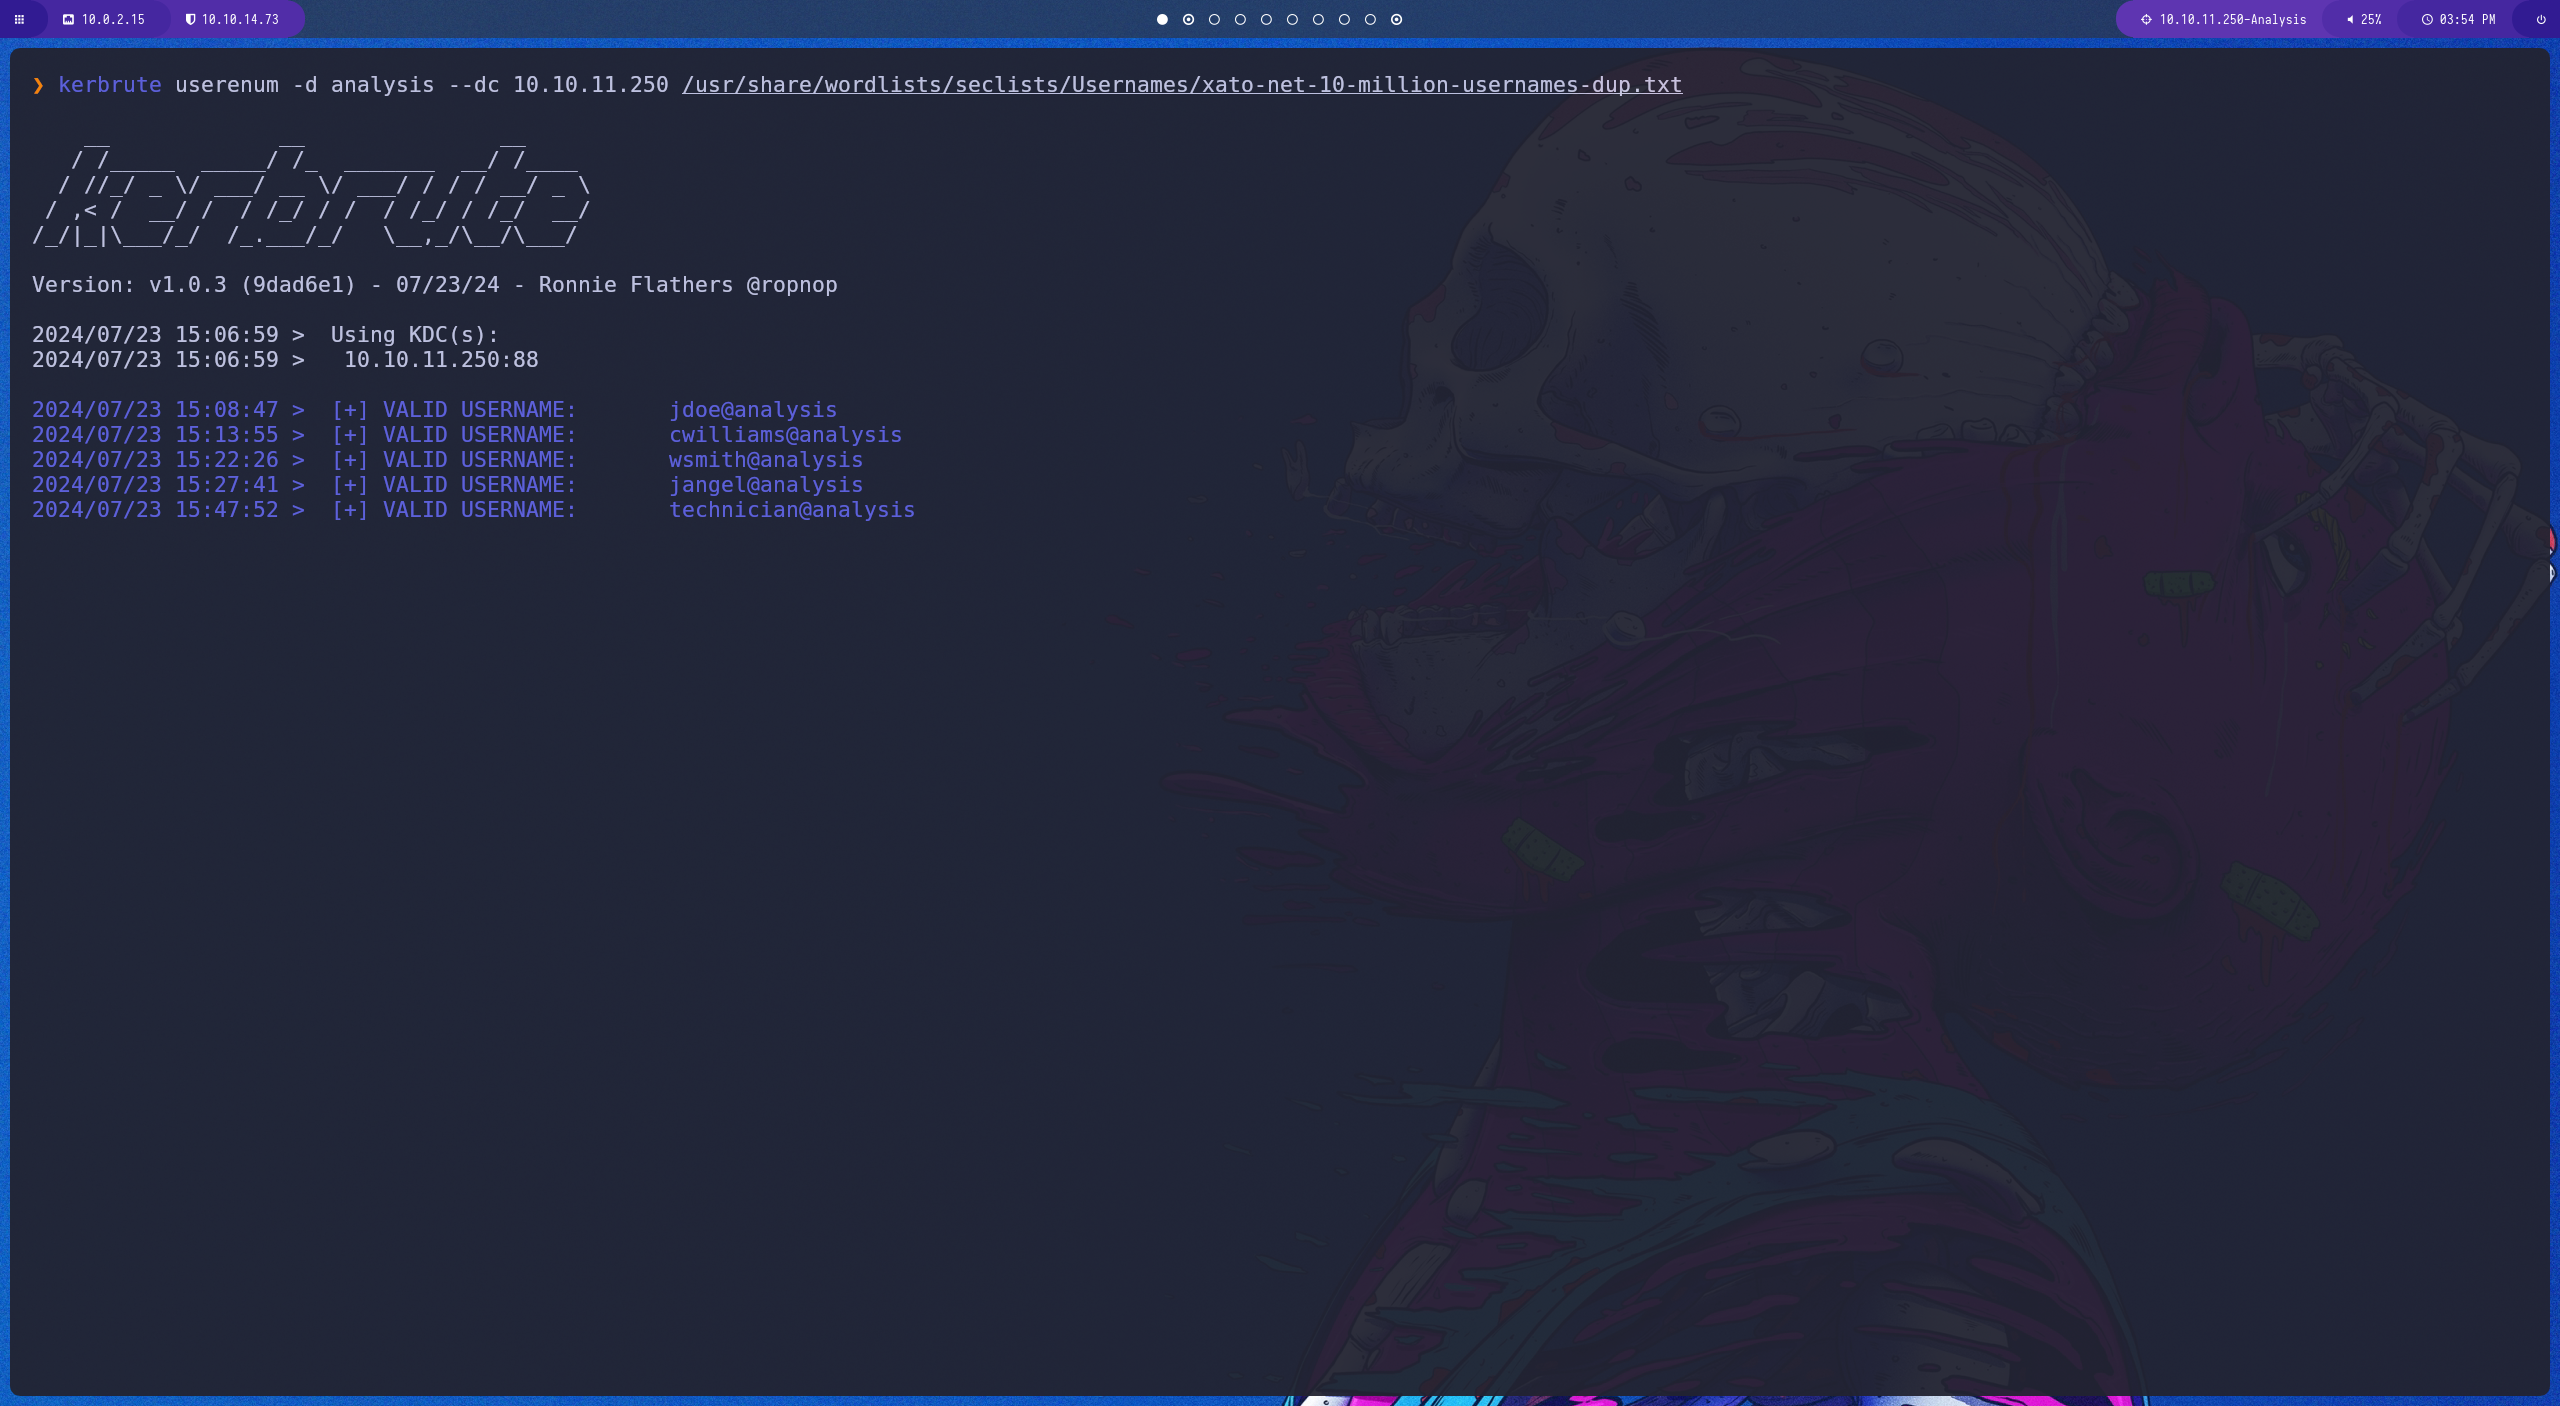 10.0.2.15 10.10.14.73 10.10.11.250-Analysis 25% 03:54 PM
❯ kerbrute userenum -d analysis --dc 10.10.11.250 /usr/share/wordlists/seclists/Usernames/xato-net-10-million-usernames-dup.txt
    __             __               __
   / /_____  _____/ /_  _______  __/ /____
  / //_/ _ \/ ___/ __ \/ ___/ / / / __/ _ \
 / ,< /  __/ /  / /_/ / /  / /_/ / /_/  __/
/_/|_|\___/_/  /_.___/_/   \__,_/\__/\___/
Version: v1.0.3 (9dad6e1) - 07/23/24 - Ronnie Flathers @ropnop
2024/07/23 15:06:59 >  Using KDC(s):
2024/07/23 15:06:59 >   10.10.11.250:88
2024/07/23 15:08:47 >  [+] VALID USERNAME:       jdoe@analysis
2024/07/23 15:13:55 >  [+] VALID USERNAME:       cwilliams@analysis
2024/07/23 15:22:26 >  [+] VALID USERNAME:       wsmith@analysis
2024/07/23 15:27:41 >  [+] VALID USERNAME:       jangel@analysis
2024/07/23 15:47:52 >  [+] VALID USERNAME:       technician@analysis